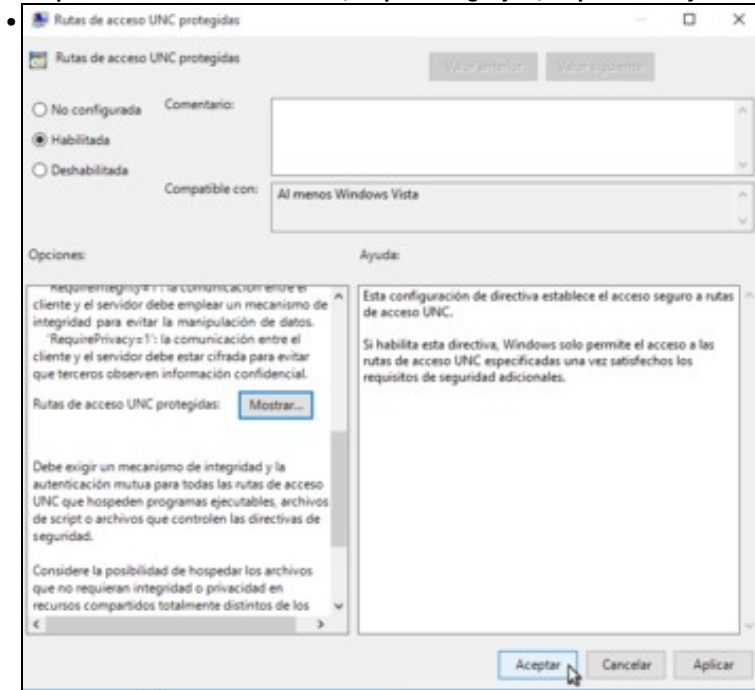 Rutas de acceso UNC protegidas
Rutas de acceso UNC protegidas
Valor anterior
Valor siguiente
No configurada
Comentario:
Habilitada
Deshabilitada
Compatible con:
Al menos Windows Vista
Opciones:
Ayuda:
"RequireIntegrity=1": la comunicación entre el
cliente y el servidor debe emplear un mecanismo de
integridad para evitar la manipulación de datos.
"RequirePrivacy=1": la comunicación entre el
cliente y el servidor debe estar cifrada para evitar
que terceros observen información confidencial.
Rutas de acceso UNC protegidas:
Mostrar...
Debe exigir un mecanismo de integridad y la
autenticación mutua para todas las rutas de acceso
UNC que hospeden programas ejecutables, archivos
de script o archivos que controlen las directivas de
seguridad.
Considere la posibilidad de hospedar los archivos
que no requieran integridad o privacidad en
recursos compartidos totalmente distintos de los
Esta configuración de directiva establece el acceso seguro a rutas
de acceso UNC.
Si habilita esta directiva, Windows solo permite el acceso a las
rutas de acceso UNC especificadas una vez satisfechos los
requisitos de seguridad adicionales.
Aceptar
Cancelar
Aplicar